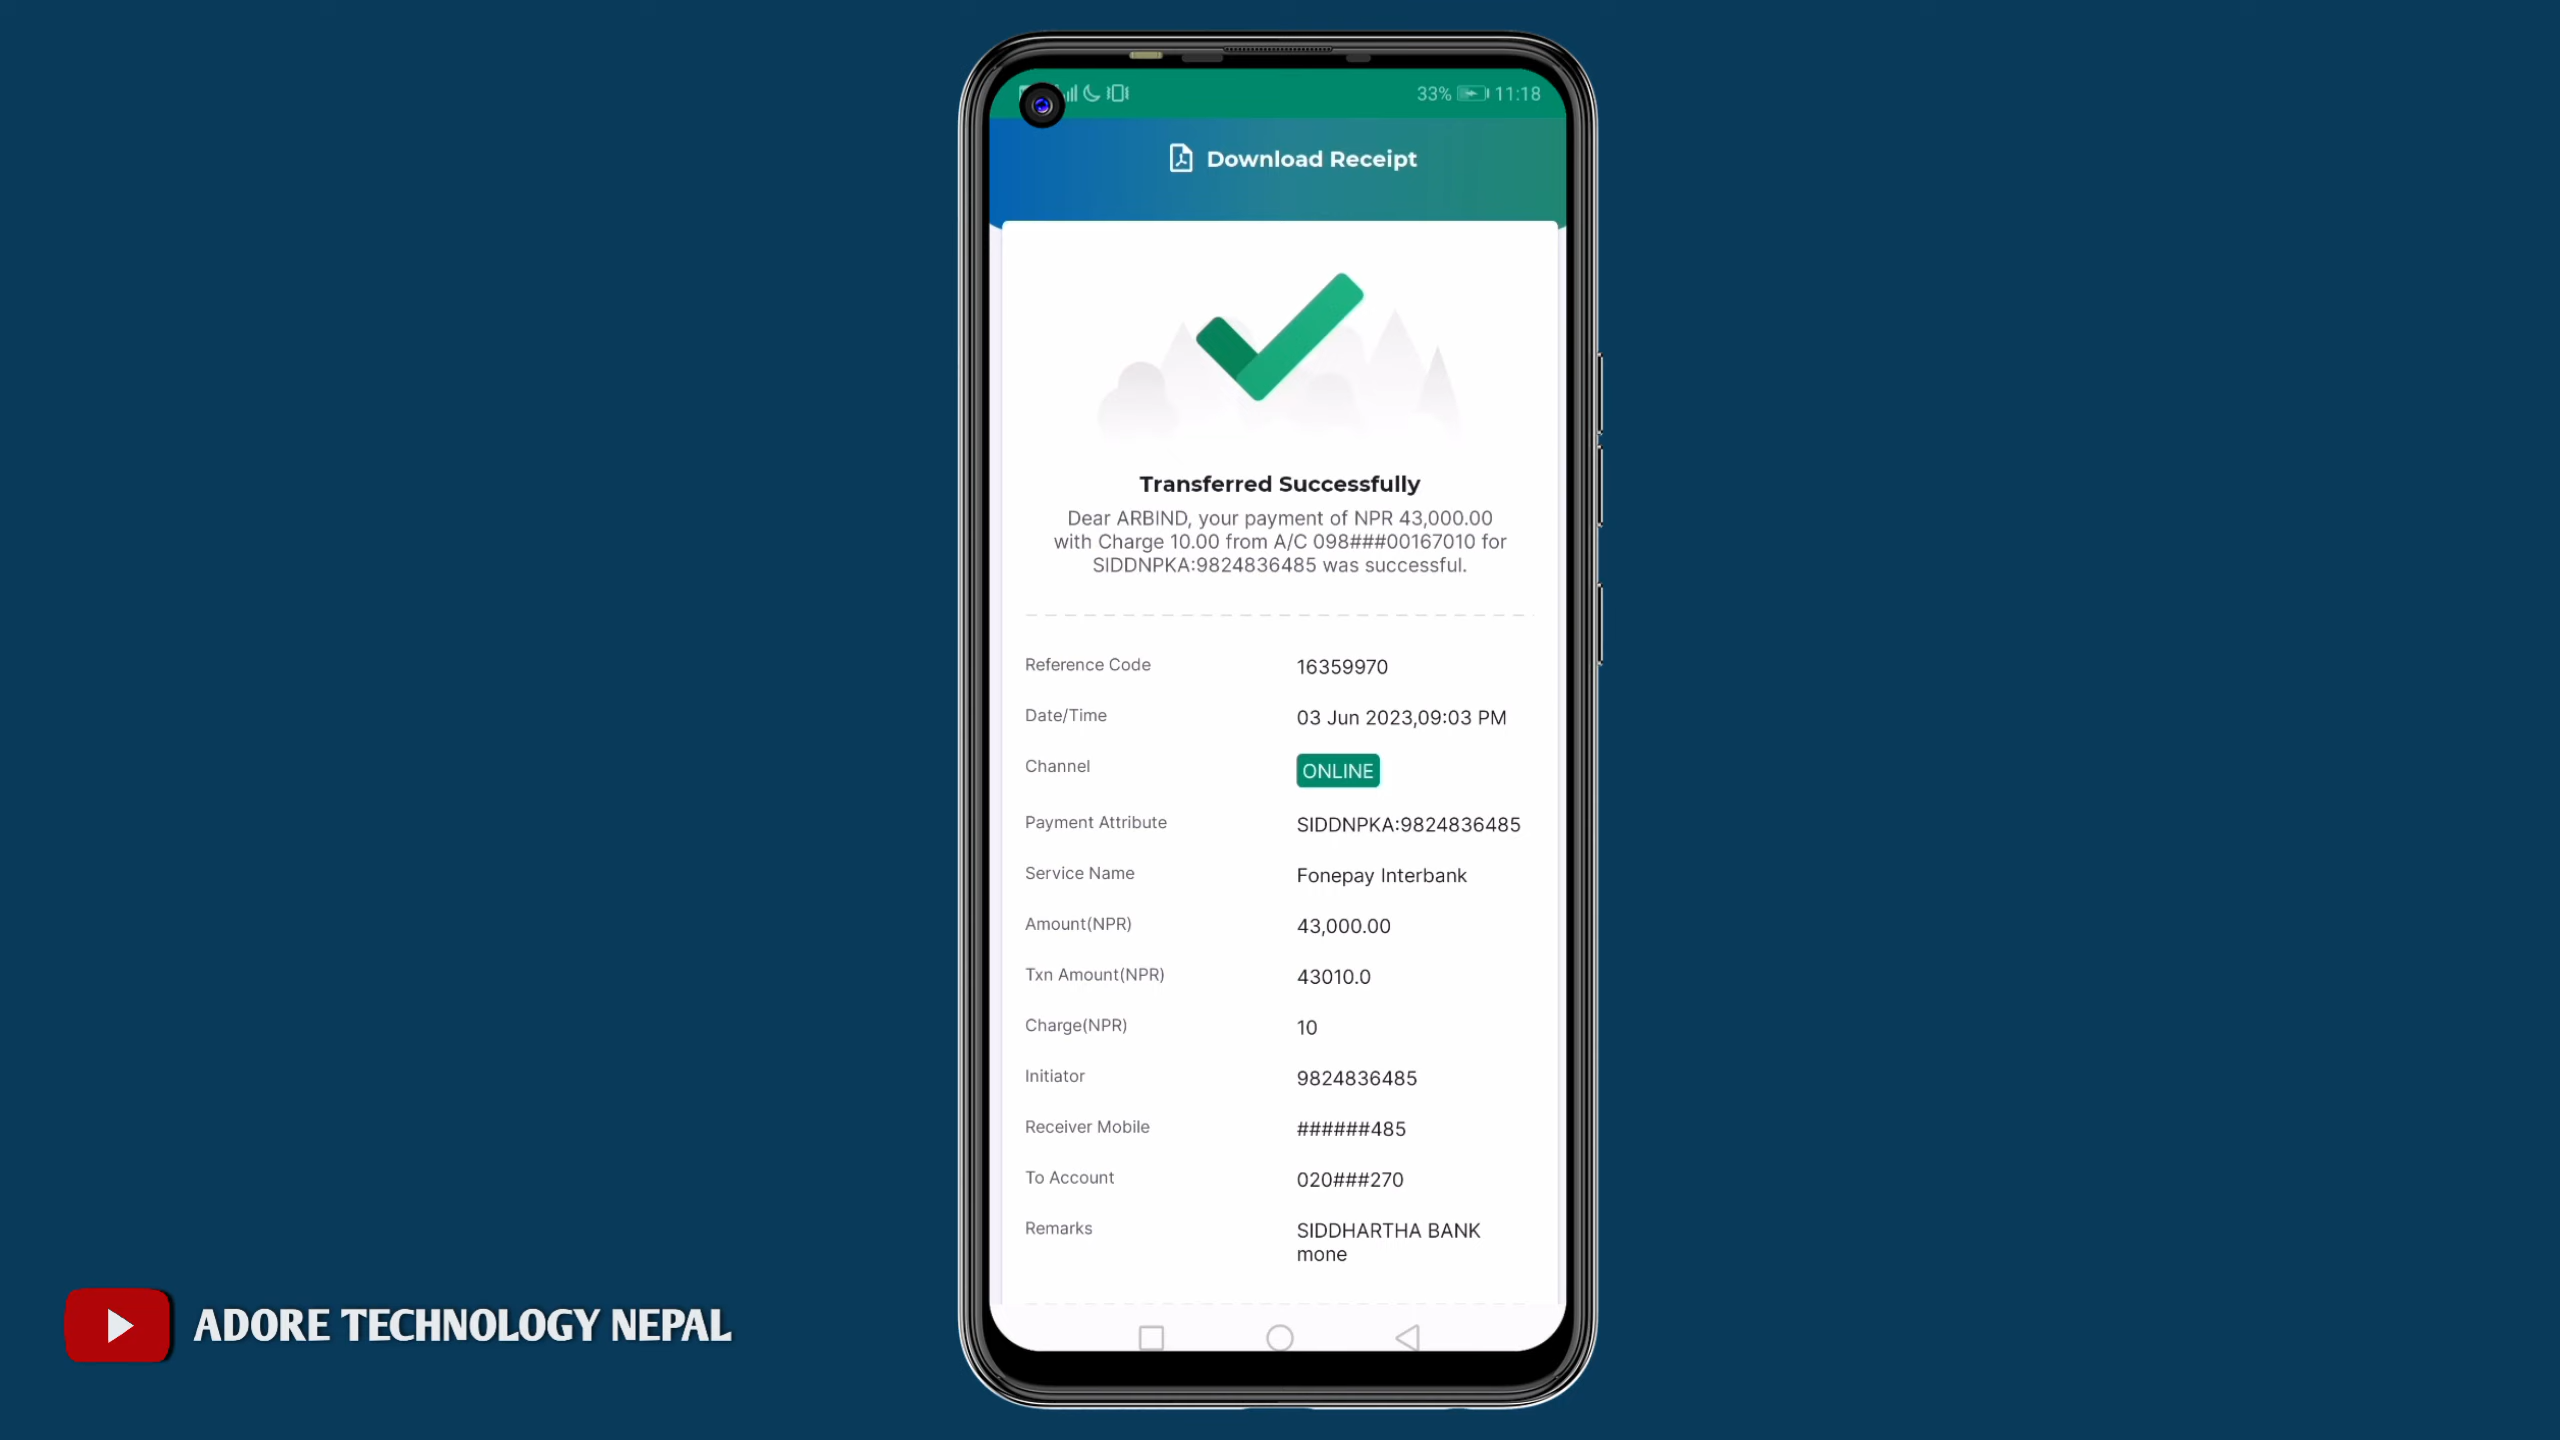 33% 11:18
Download Receipt
Transferred Successfully
Dear ARBIND, your payment of NPR 43,000.00
with Charge 10.00 from A/C 098###00167010 for
SIDDNPKA:9824836485 was successful.
Reference Code 16359970
Date/Time 03 Jun 2023,09:03 PM
Channel ONLINE
Payment Attribute SIDDNPKA:9824836485
Service Name Fonepay Interbank
Amount(NPR) 43,000.00
Txn Amount(NPR) 43010.0
Charge(NPR) 10
Initiator 9824836485
Receiver Mobile ######485
To Account 020###270
Remarks SIDDHARTHA BANK
mone
ADORE TECHNOLOGY NEPAL